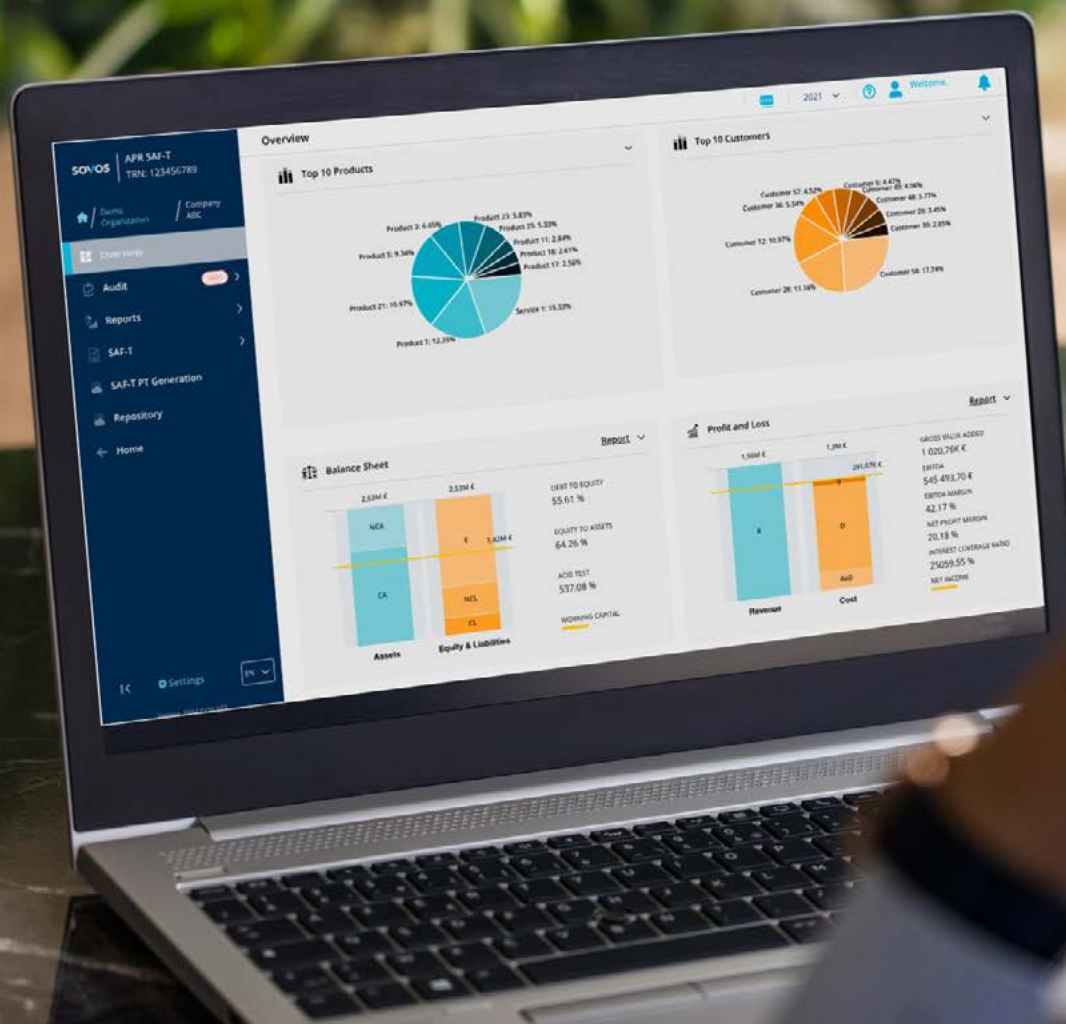 sovos
APR SAF-T
TRN: 123456789
Demo
Organization
Company
ABC
Overview
Audit
Reports
SAF-T
SAF-T PT Generation
Repository
Home
Settings
EN
Overview
2021
Welcome,
Top 10 Products
Product 3: 6.65%
Product 23: 5.83%
Product 25: 5.33%
Product 11: 2.84%
Product 18: 2.61%
Product 17: 2.56%
Product 5: 9.34%
Product 21: 10.97%
Product 1: 12.35%
Service 1: 15.33%
Top 10 Customers
Customer 57: 4.52%
Customer 36: 5.34%
Customer 12: 10.97%
Customer 28: 11.16%
Customer 5: 4.47%
Customer 45: 4.06%
Customer 48: 3.77%
Customer 26: 3.45%
Customer 30: 2.85%
Customer 58: 17.74%
Balance Sheet
Report
2,53M €
2,53M €
NCA
CA
E
1,42M €
NCL
CL
Assets
Equity & Liabilities
DEBT TO EQUITY
55.61 %
EQUITY TO ASSETS
64.26 %
ACID TEST
537.08 %
WORKING CAPITAL
Profit and Loss
Report
1,56M €
1,3M €
261,07K €
R
T
O
AoD
Revenue
Cost
GROSS VALUE ADDED
1 020,76K €
EBITDA
545 493,70 €
EBITDA MARGIN
42.17 %
NET PROFIT MARGIN
20.18 %
INTEREST COVERAGE RATIO
25059.55 %
NET INCOME